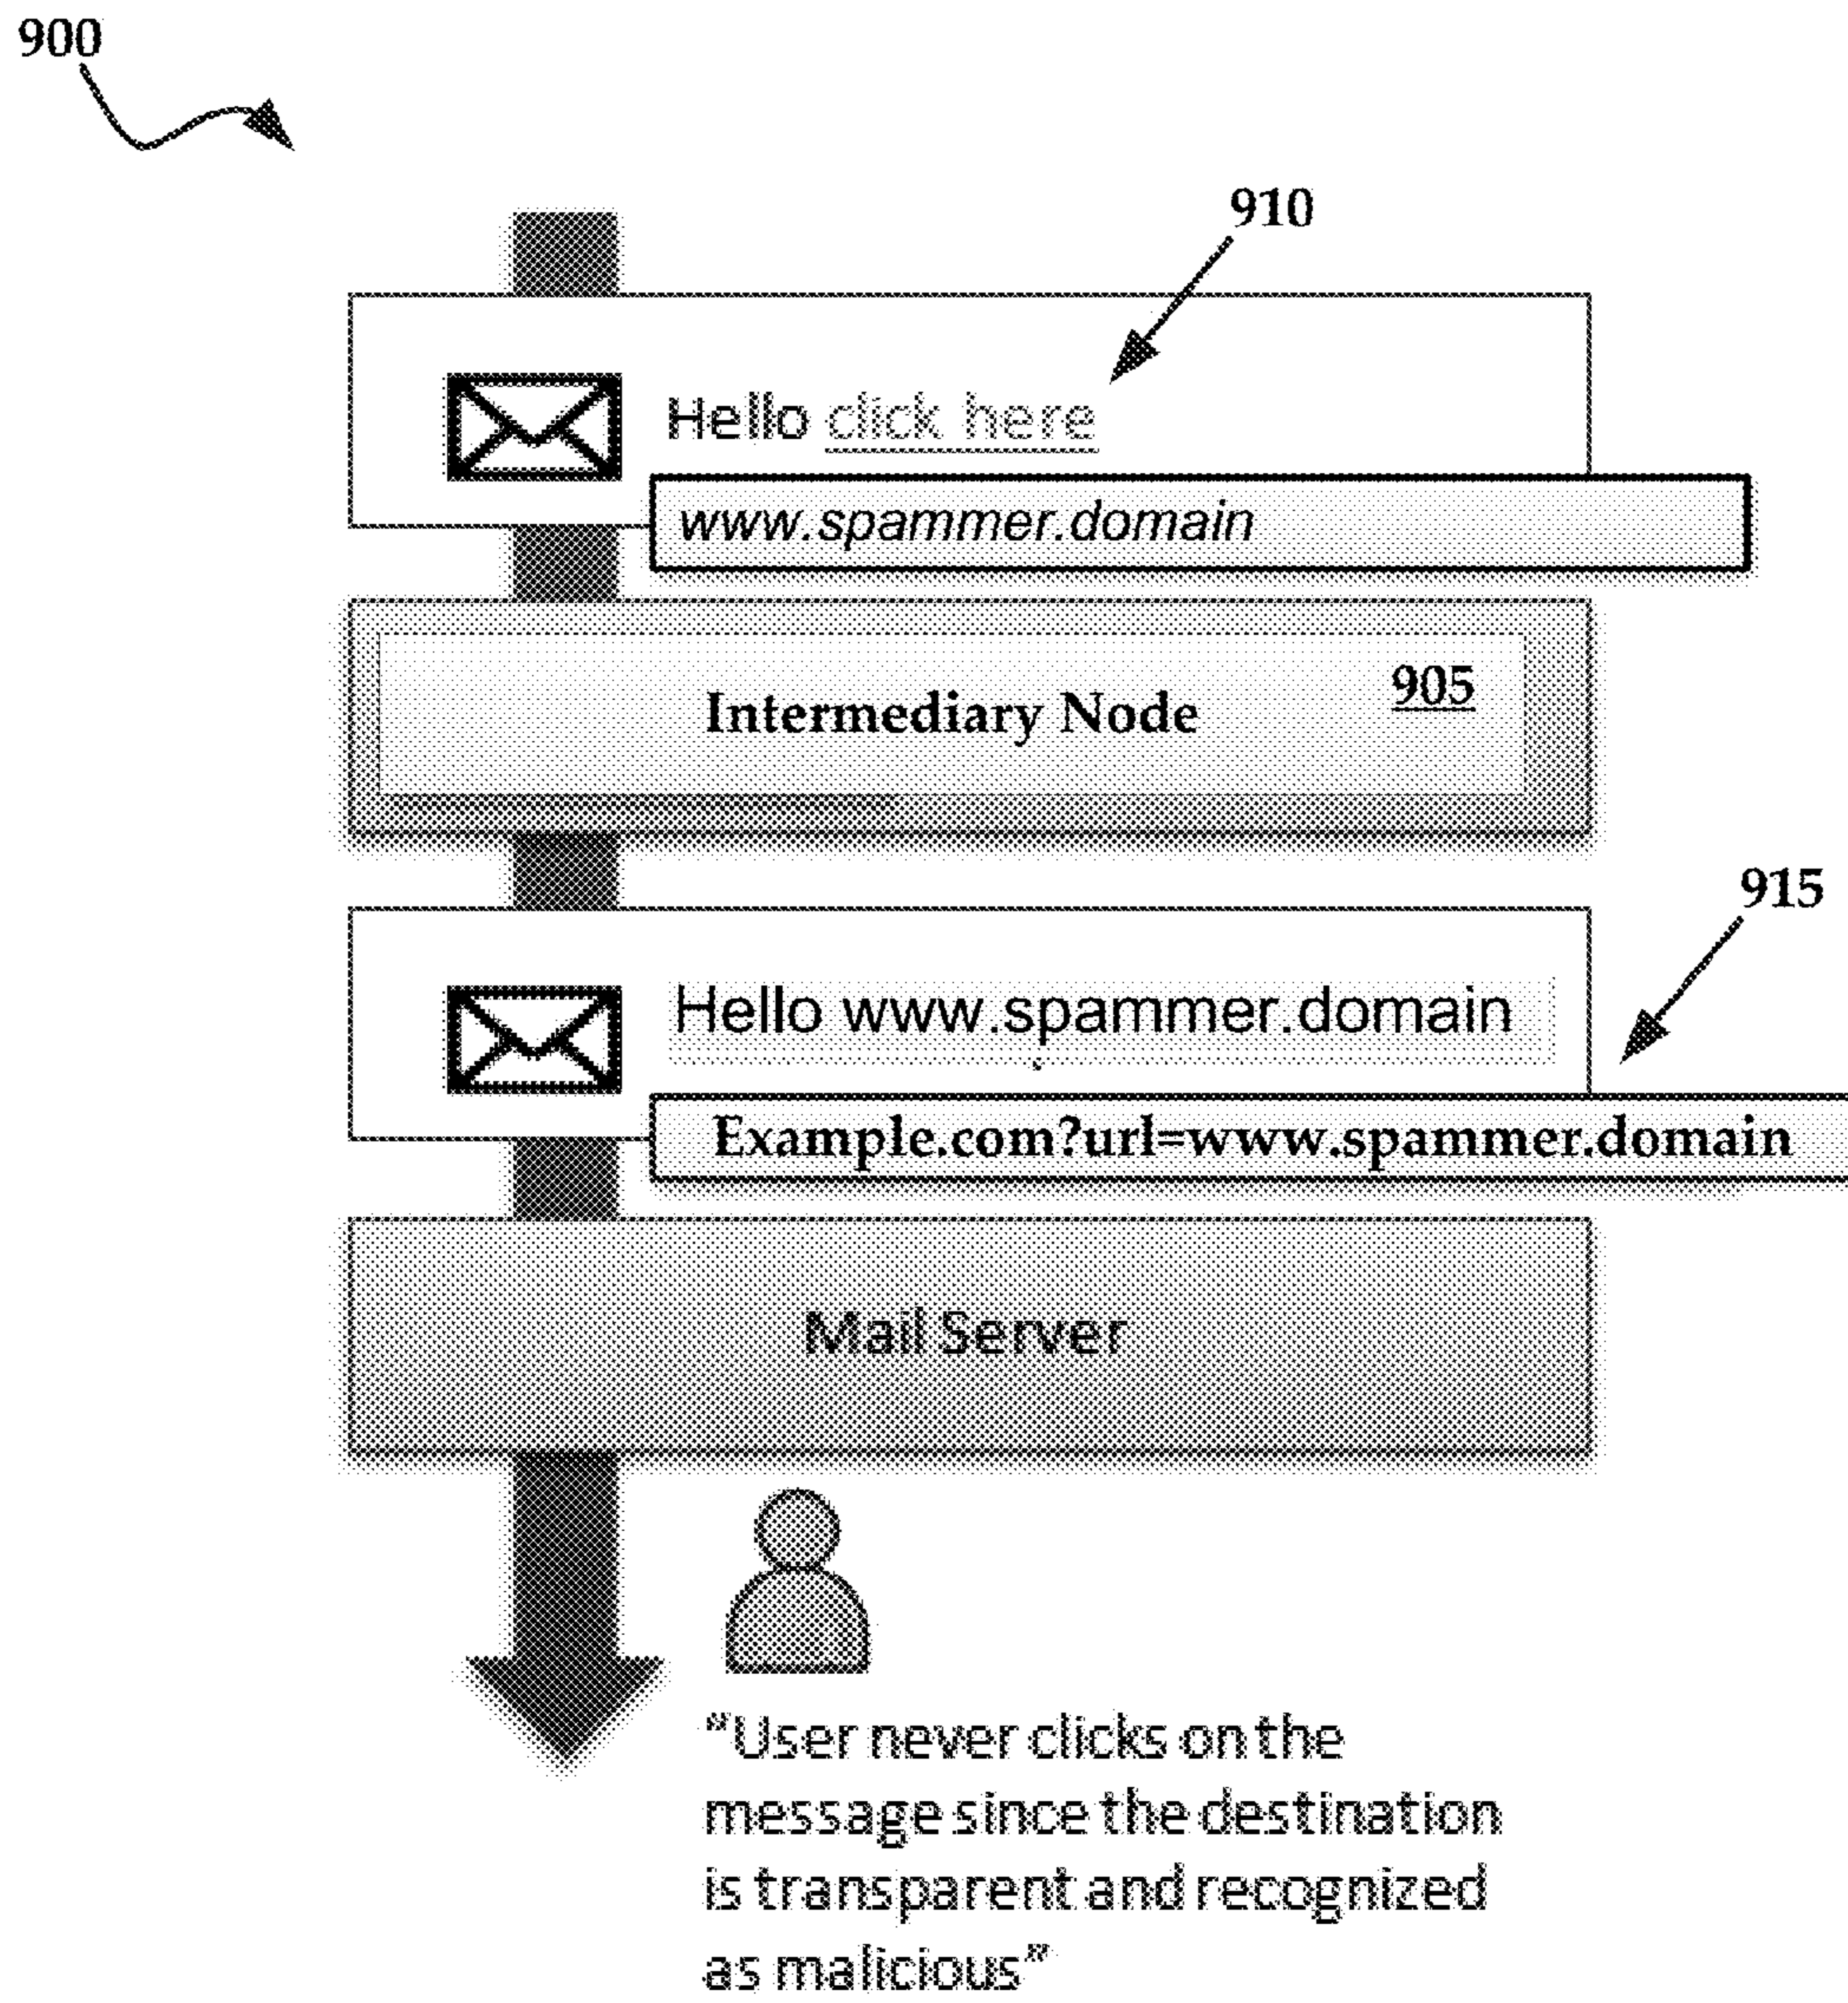 900
910
Hello click here
www.spammer.domain
905
Intermediary Node
915
Hello www.spammer.domain
Example.com?url=www.spammer.domain
Mail Server
"User never clicks on the
message since the destination
is transparent and recognized
as malicious"